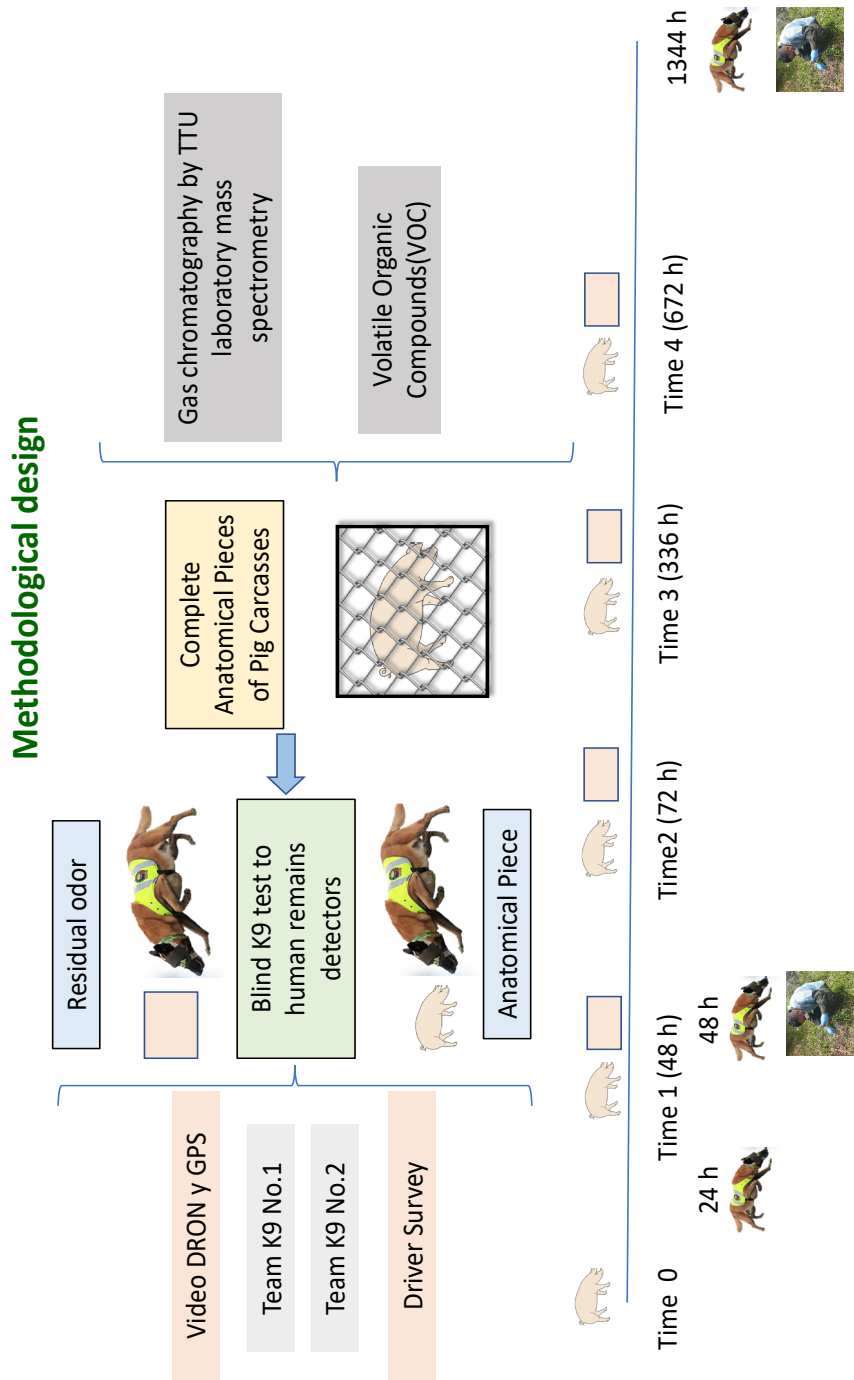 Methodological design
Video DRON y GPS
Team K9 No.1
Team K9 No.2
Driver Survey
Residual odor
Blind K9 test to
human remains
detectors
Anatomical Piece
Complete
Anatomical Pieces
of Pig Carcasses
Gas chromatography by TTU
laboratory mass
spectrometry
Volatile Organic
Compounds(VOC)
Time 0
Time 1 (48 h)
Time2 (72 h)
Time 3 (336 h)
Time 4 (672 h)
24 h
48 h
1344 h